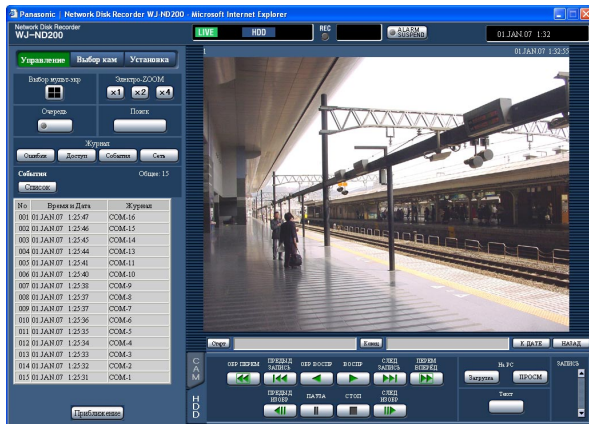 Panasonic | Network Disk Recorder WJ-ND200 - Microsoft Internet Explorer
Network Disk Recorder
WJ-ND200
LIVE HDD REC ALARM SUSPEND 01.JAN.07 1:32
Управление Выбор кам Установка
1 01.JAN.07 1:32:55
Выбор мульт-экр Электро-ZOOM
x1 x2 x4
Очередь Поиск
Журнал
Ошибки Доступ События Сеть
События Общее: 15
Список
No Время и Дата Журнал
001 01.JAN.07 1:25:47 COM-16
002 01.JAN.07 1:25:46 COM-15
003 01.JAN.07 1:25:45 COM-14
004 01.JAN.07 1:25:44 COM-13
005 01.JAN.07 1:25:41 COM-11
006 01.JAN.07 1:25:40 COM-10
007 01.JAN.07 1:25:38 COM-9
008 01.JAN.07 1:25:37 COM-8
009 01.JAN.07 1:25:37 COM-7
010 01.JAN.07 1:25:36 COM-6
011 01.JAN.07 1:25:35 COM-5
012 01.JAN.07 1:25:34 COM-4
013 01.JAN.07 1:25:33 COM-3
014 01.JAN.07 1:25:32 COM-2
015 01.JAN.07 1:25:31 COM-1
Приближение
Старт Конец К ДАТЕ НАЗАД
CAM
HDD
ОБР ПЕРЕМ ПРЕДЫД ЗАПИСЬ ОБР ВОСПР ВОСПР СЛЕД ЗАПИСЬ ПЕРЕМ ВПЕРЁД
ПРЕДЫД ИЗОБР ПАУЗА СТОП СЛЕД ИЗОБР
На PC ЗАПИСЬ
Загрузка ПРОСМ
Текст